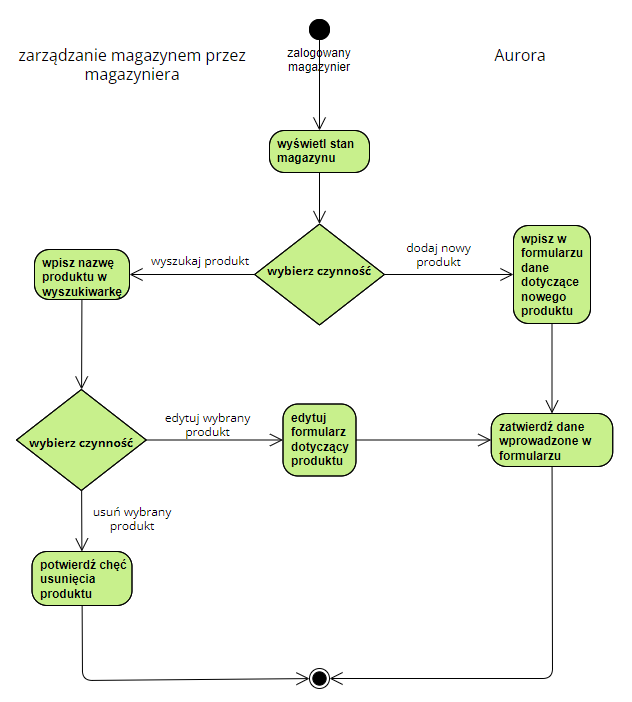 zarządzanie magazynem przez
magazyniera
zalogowany
magazynier
Aurora
wyświetl stan
magazynu
wybierz czynność
wyszukaj produkt
dodaj nowy
produkt
wpisz nazwę
produktu w
wyszukiwarkę
wpisz w
formularzu
dane
dotyczące
nowego
produktu
wybierz czynność
edytuj wybrany
produkt
edytuj
formularz
dotyczący
produktu
zatwierdź dane
wprowadzone w
formularzu
usuń wybrany
produkt
potwierdź chęć
usunięcia
produktu